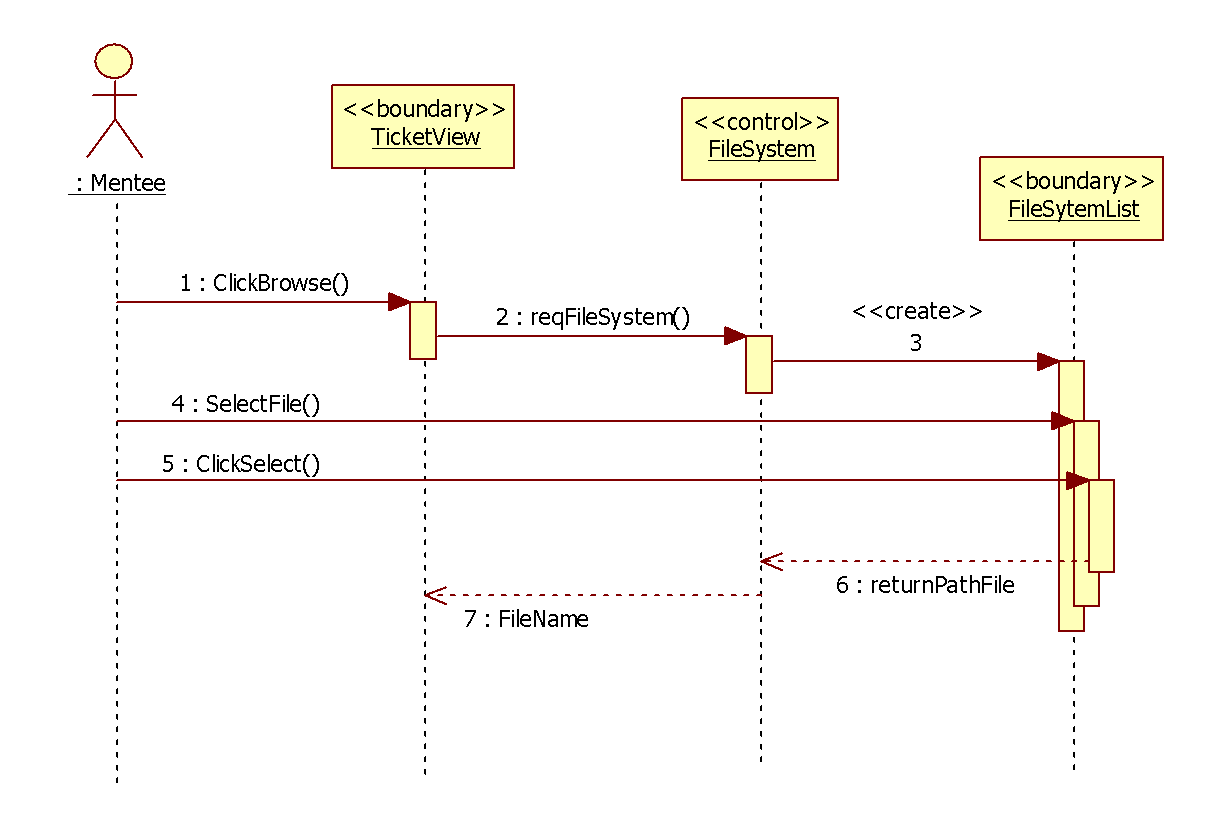 : Mentee
<<boundary>>
TicketView
<<control>>
FileSystem
<<boundary>>
FileSytemList
1 : ClickBrowse()
2 : reqFileSystem()
<<create>>
3
4 : SelectFile()
5 : ClickSelect()
6 : returnPathFile
7 : FileName